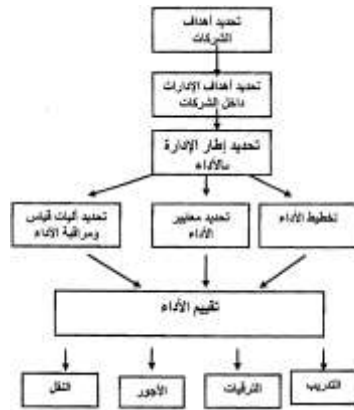 تحديد أهداف
الشركات
تحديد أهداف الإدارات
داخل الشركات
تحديد إطار الإدارة
بالأداء
تخطيط الأداء
تحديد معايير
الأداء
تحديد آليات قياس
ومراقبة الأداء
تقييم الأداء
التدريب
الترقيات
الأجور
النقل